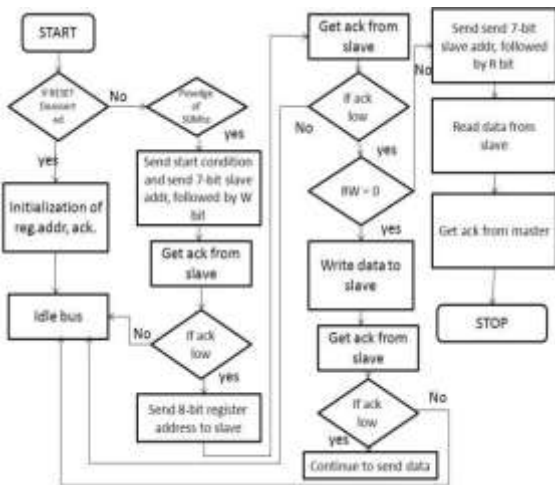 START
If RESET
No
yes
Initialization of
reg.addr, ack.
Idle bus
of
yes
Send start condition
and send 7-bit slave
addr, followed by W
bit
Get ack from
slave
No
If ack
low
yes
Send 8-bit register
address to slave
Get ack from
slave
If ack
low
No
yes
RW = 0
No
yes
Write data to
slave
Get ack from
slave
If ack
low
No
yes
Continue to send data
Send send 7-bit
slave addr, followed
by R bit
Read data from
slave
Get ack from master
STOP